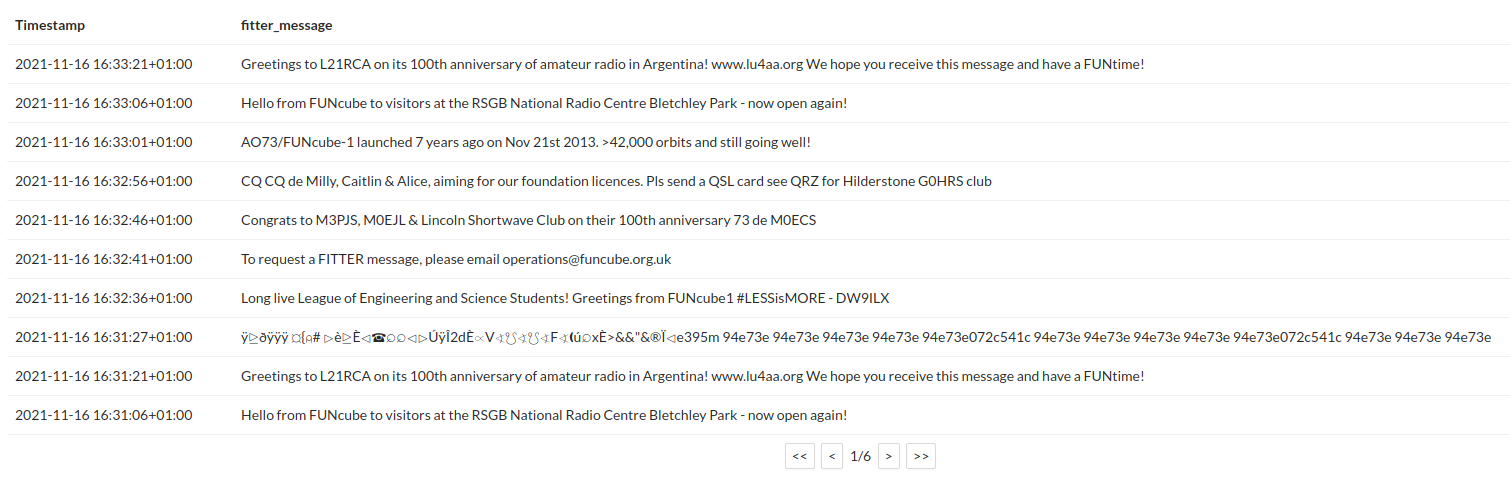 Timestamp fitter_message
2021-11-16 16:33:21+01:00 Greetings to L21RCA on its 100th anniversary of amateur radio in Argentina! www.lu4aa.org We hope you receive this message and have a FUNtime!
2021-11-16 16:33:06+01:00 Hello from FUNcube to visitors at the RSGB National Radio Centre Bletchley Park - now open again!
2021-11-16 16:33:01+01:00 AO73/FUNcube-1 launched 7 years ago on Nov 21st 2013. >42,000 orbits and still going well!
2021-11-16 16:32:56+01:00 CQ CQ de Milly, Caitlin & Alice, aiming for our foundation licences. Pls send a QSL card see QRZ for Hilderstone G0HRS club
2021-11-16 16:32:46+01:00 Congrats to M3PJS, M0EJL & Lincoln Shortwave Club on their 100th anniversary 73 de M0ECS
2021-11-16 16:32:41+01:00 To request a FITTER message, please email operations@funcube.org.uk
2021-11-16 16:32:36+01:00 Long live League of Engineering and Science Students! Greetings from FUNcube1 #LESSisMORE - DW9ILX
2021-11-16 16:31:27+01:00 94e73e 94e73e 94e73e 94e73e 94e73e072c541c 94e73e 94e73e 94e73e 94e73e072c541c 94e73e 94e73e 94e73e
2021-11-16 16:31:21+01:00 Greetings to L21RCA on its 100th anniversary of amateur radio in Argentina! www.lu4aa.org We hope you receive this message and have a FUNtime!
2021-11-16 16:31:06+01:00 Hello from FUNcube to visitors at the RSGB National Radio Centre Bletchley Park - now open again!
<< < 1/6 > >>